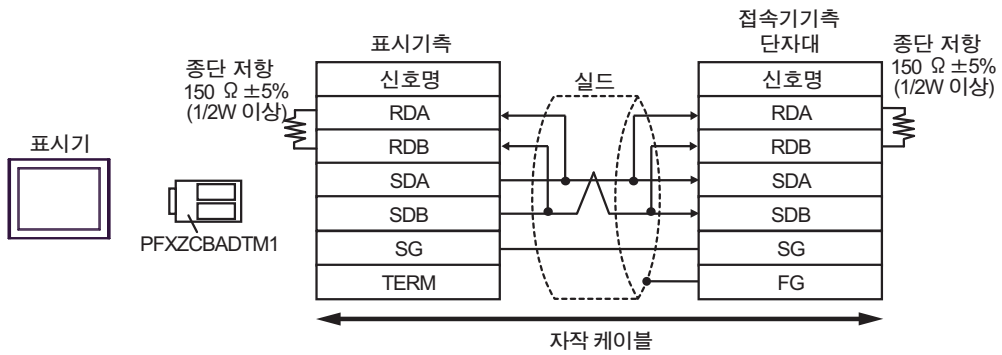 표시기
PFXZCBADTM1
종단 저항
150 Ω ±5%
(1/2W 이상)
표시기측
신호명
RDA
RDB
SDA
SDB
SG
TERM
실드
접속기기측
단자대
신호명
RDA
RDB
SDA
SDB
SG
FG
종단 저항
150 Ω ±5%
(1/2W 이상)
자작 케이블